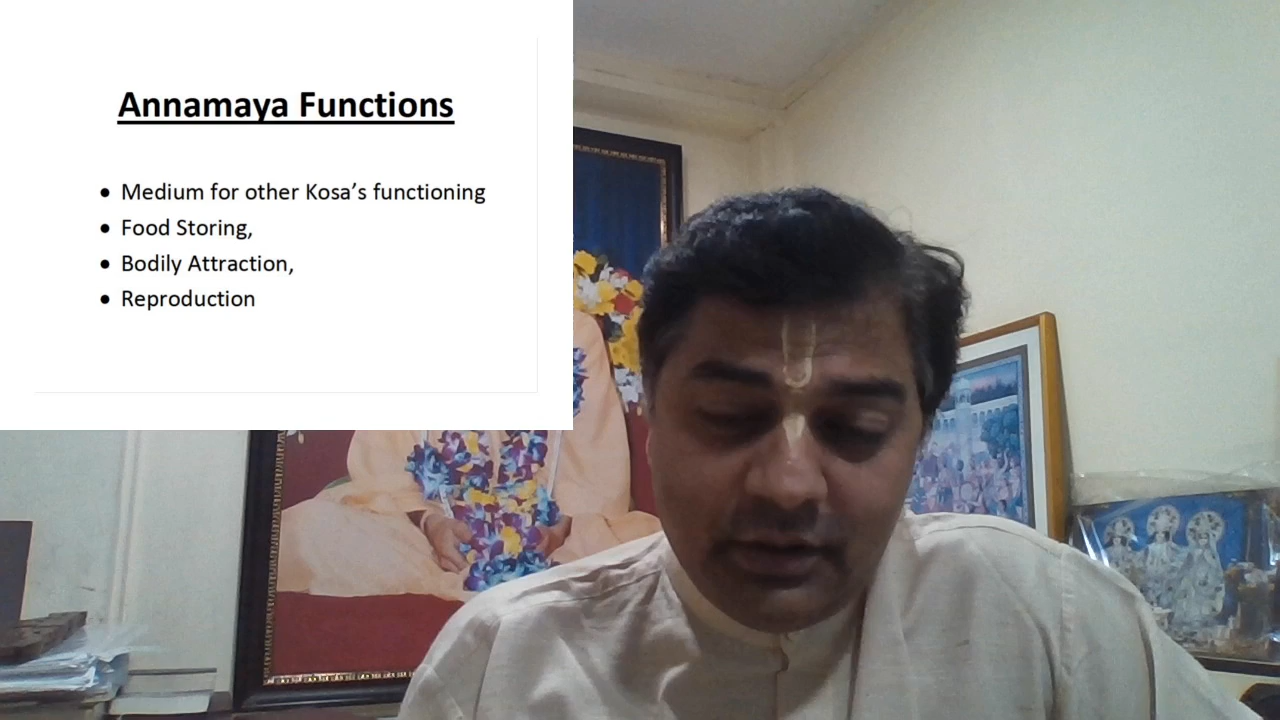 Annamaya Functions
• Medium for other Kosa’s functioning
• Food Storing,
• Bodily Attraction,
• Reproduction